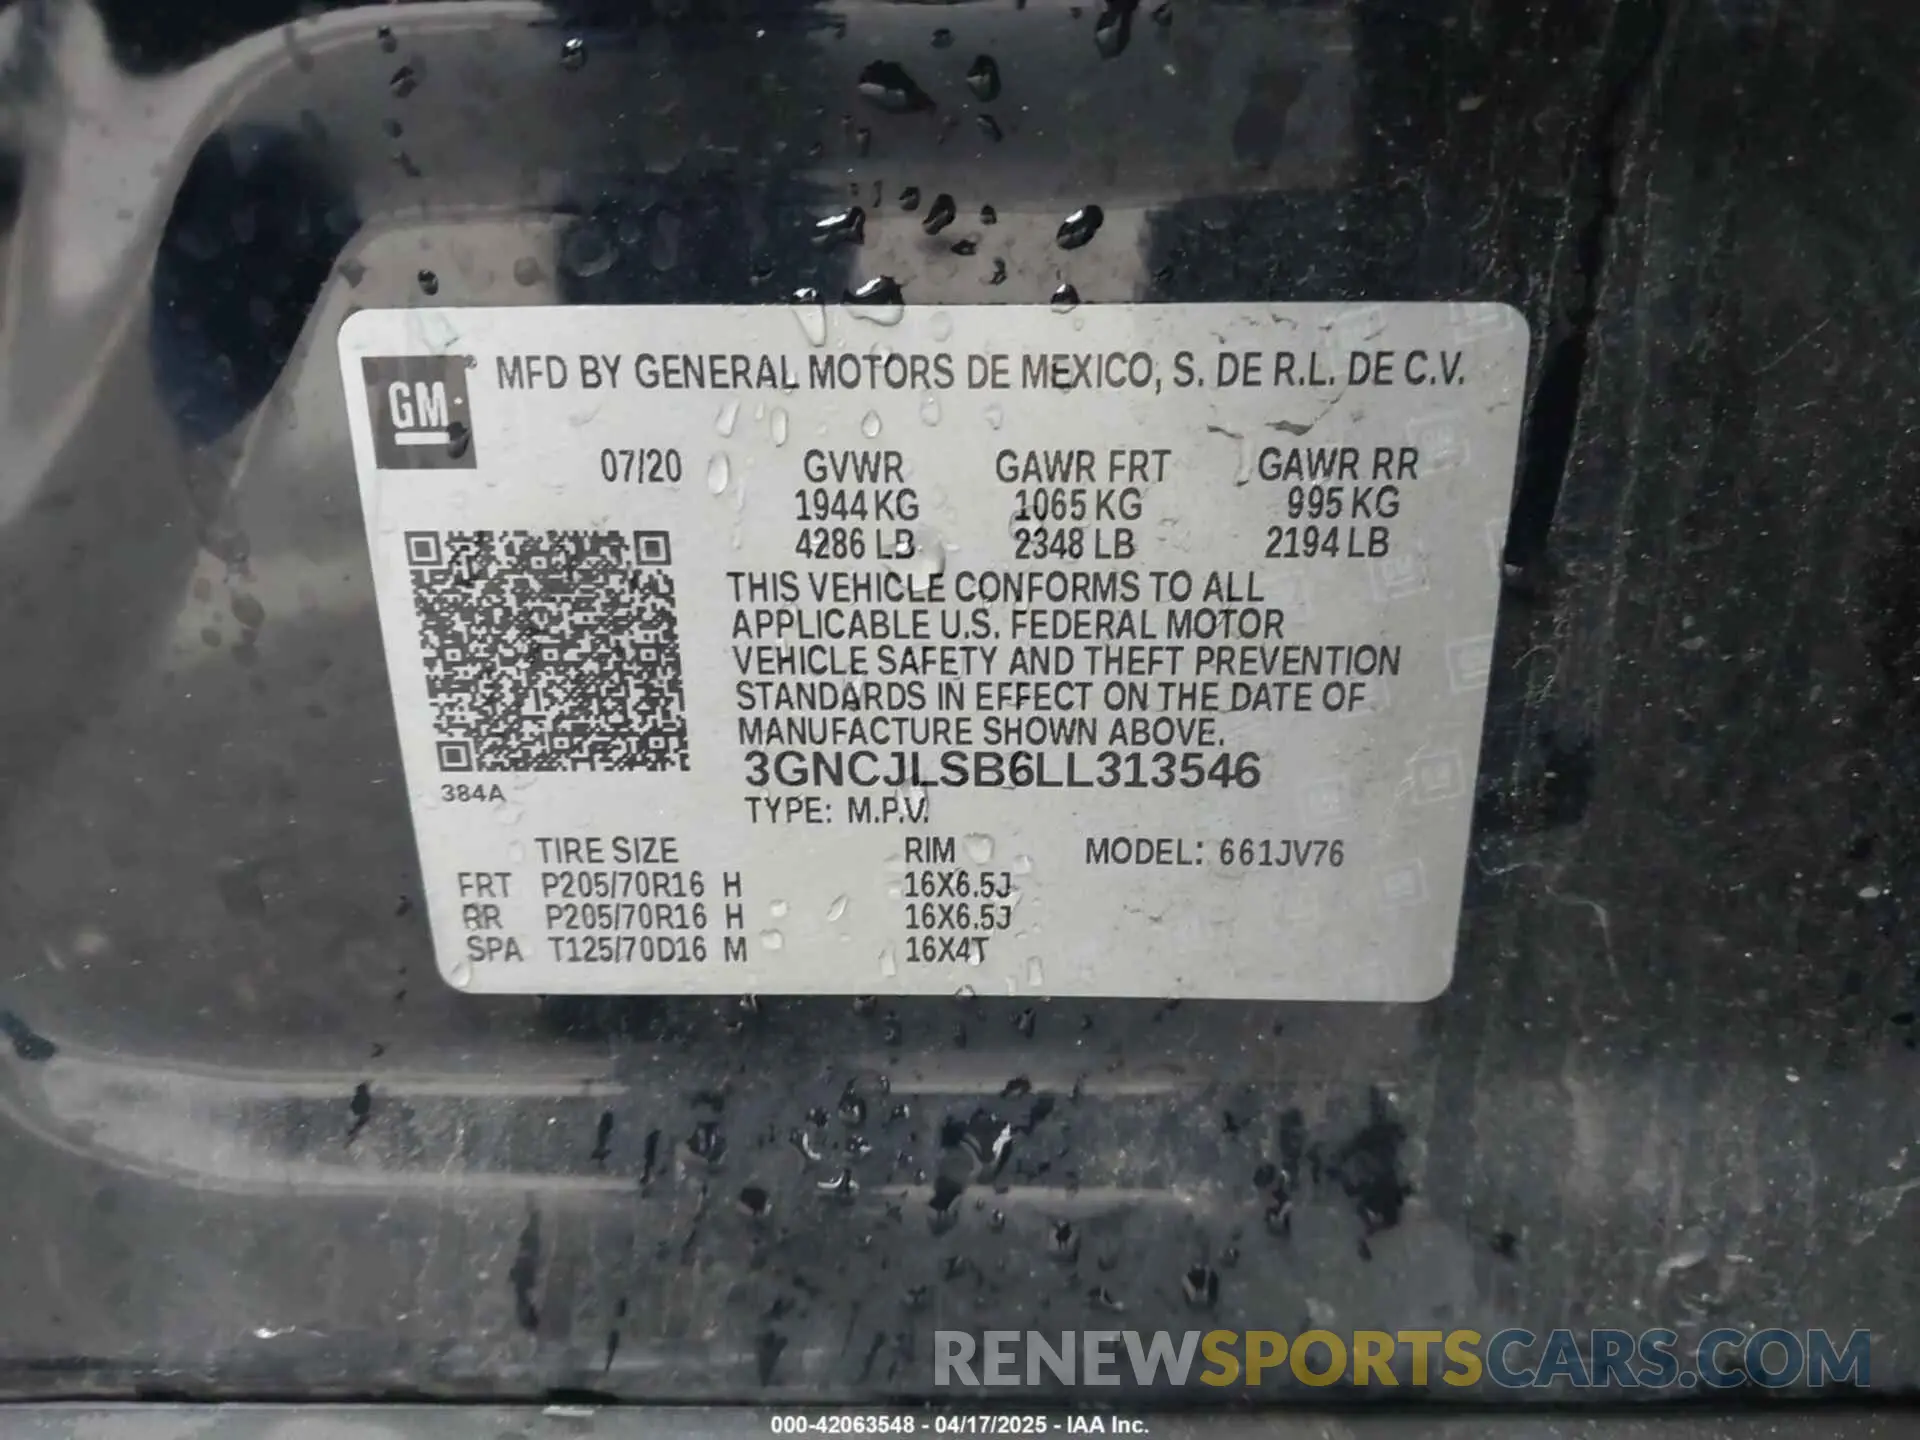 MFD BY GENERAL MOTORS DE MEXICO, S. DE R.L. DE C.V.
GM
07/20 GVWR GAWR FRT GAWR RR
1944 KG 1065 KG 995 KG
4286 LB 2348 LB 2194 LB
THIS VEHICLE CONFORMS TO ALL
APPLICABLE U.S. FEDERAL MOTOR
VEHICLE SAFETY AND THEFT PREVENTION
STANDARDS IN EFFECT ON THE DATE OF
MANUFACTURE SHOWN ABOVE.
3GNCJLSB6LL313546
384A
TYPE: M.P.V.
TIRE SIZE RIM MODEL: 661JV76
FRT P205/70R16 H 16X6.5J
RR P205/70R16 H 16X6.5J
SPA T125/70D16 M 16X4T
RENEWSPORTSCARS.COM
000-42063548 - 04/17/2025 - IAA Inc.